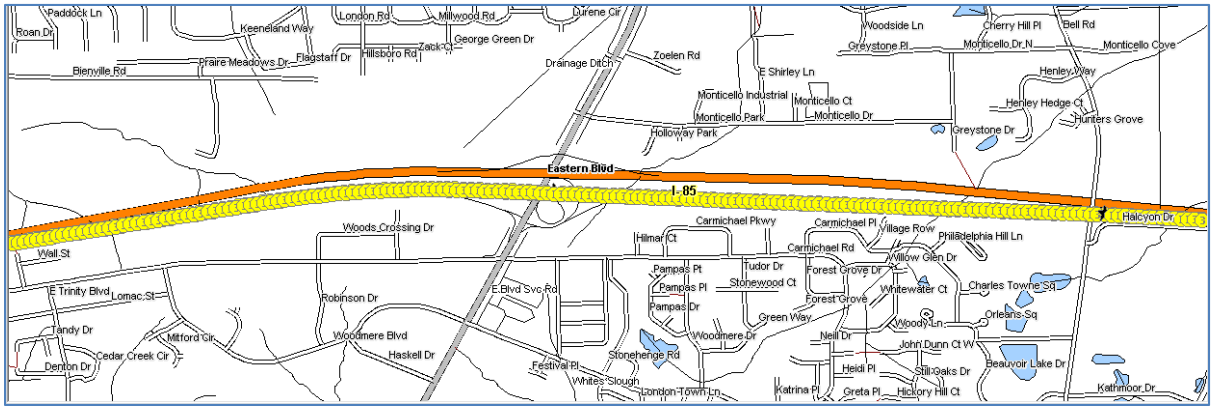 Paddock Ln
London Rd
Millwood Rd
Lurene Cir
Woodside Ln
Cherry Hill Pl
Bell Rd
Roan Dr
Keeneland Way
George Green Dr
Zack Ct
Hillsboro Rd
Flagstaff Dr
Greystone Pl
Monticello Dr N
Monticello Cove
Praire Meadows Dr
Bienville Rd
Drainage Ditch
Zoelen Rd
E Shirley Ln
Henley Way
Monticello Industrial
Monticello Ct
Henley Hedge Ct
Monticello Park
Monticello Dr
Hunters Grove
Holloway Park
Greystone Dr
Eastern Blvd
I- 85
Halcyon Dr
Woods Crossing Dr
Carmichael Pkwy
Carmichael Pl
Village Row
Hilmar Ct
Philadelphia Hill Ln
Wall St
Carmichael Rd
Willow Glen Dr
Pampas Pt
Tudor Dr
Forest Grove Dr
Stonewood Ct
E Trinity Blvd
Lomac St
Robinson Dr
E.Blvd Svc Rd
Pampas Pl
Whitewater Ct
Charles Towne Sq
Forest Grove
Pampas Dr
Green Way
Orleans Sq
Tandy Dr
Mitford Cir
Woodmere Blvd
Woodmere Dr
Neill Dr
Woody Ln
John Dunn Ct W
Cedar Creek Cir
Haskell Dr
Stonehenge Rd
Denton Dr
Festival Pl
Heidi Pl
Still Oaks Dr
Beauvoir Lake Dr
Whites Slough
London Town Ln
Katrina Pl
Greta Pl
Hickory Hill Ct
Kathmoor Dr